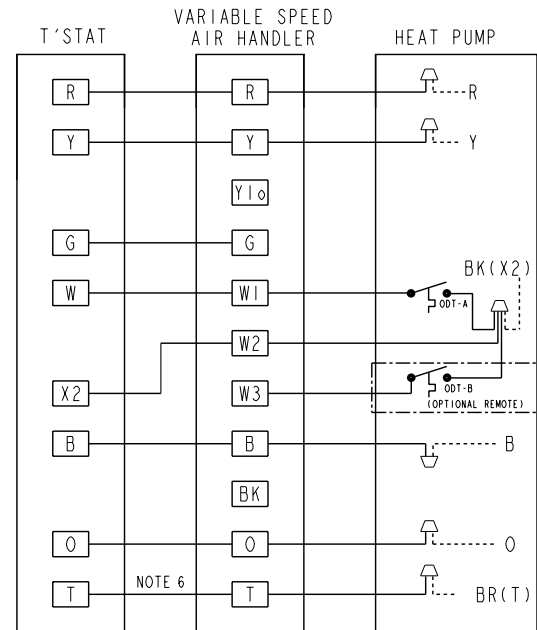 T'STAT
VARIABLE SPEED
AIR HANDLER
HEAT PUMP
R R R
Y Y Y
Y1o
G G
W W1 ODT-A BK(X2)
W2
X2 W3 ODT-B
(OPTIONAL REMOTE)
B B B
BK
O O O
T NOTE 6 T BR(T)